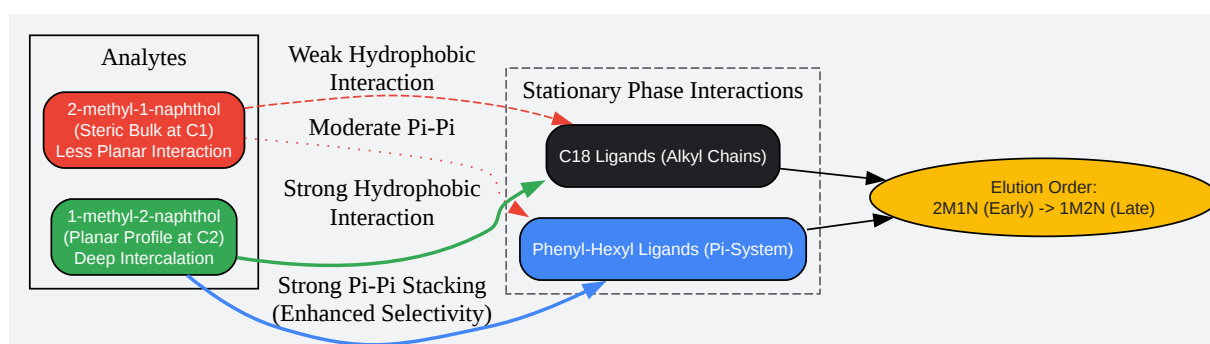 Analytes
2-methyl-1-naphthol
(Steric Bulk at C1)
Less Planar Interaction
1-methyl-2-naphthol
(Planar Profile at C2)
Deep Intercalation
Weak Hydrophobic
Interaction
Moderate Pi-Pi
Strong Hydrophobic
Interaction
Strong Pi-Pi Stacking
(Enhanced Selectivity)
Stationary Phase Interactions
C18 Ligands (Alkyl Chains)
Phenyl-Hexyl Ligands (Pi-System)
Elution Order:
2M1N (Early) -> 1M2N (Late)